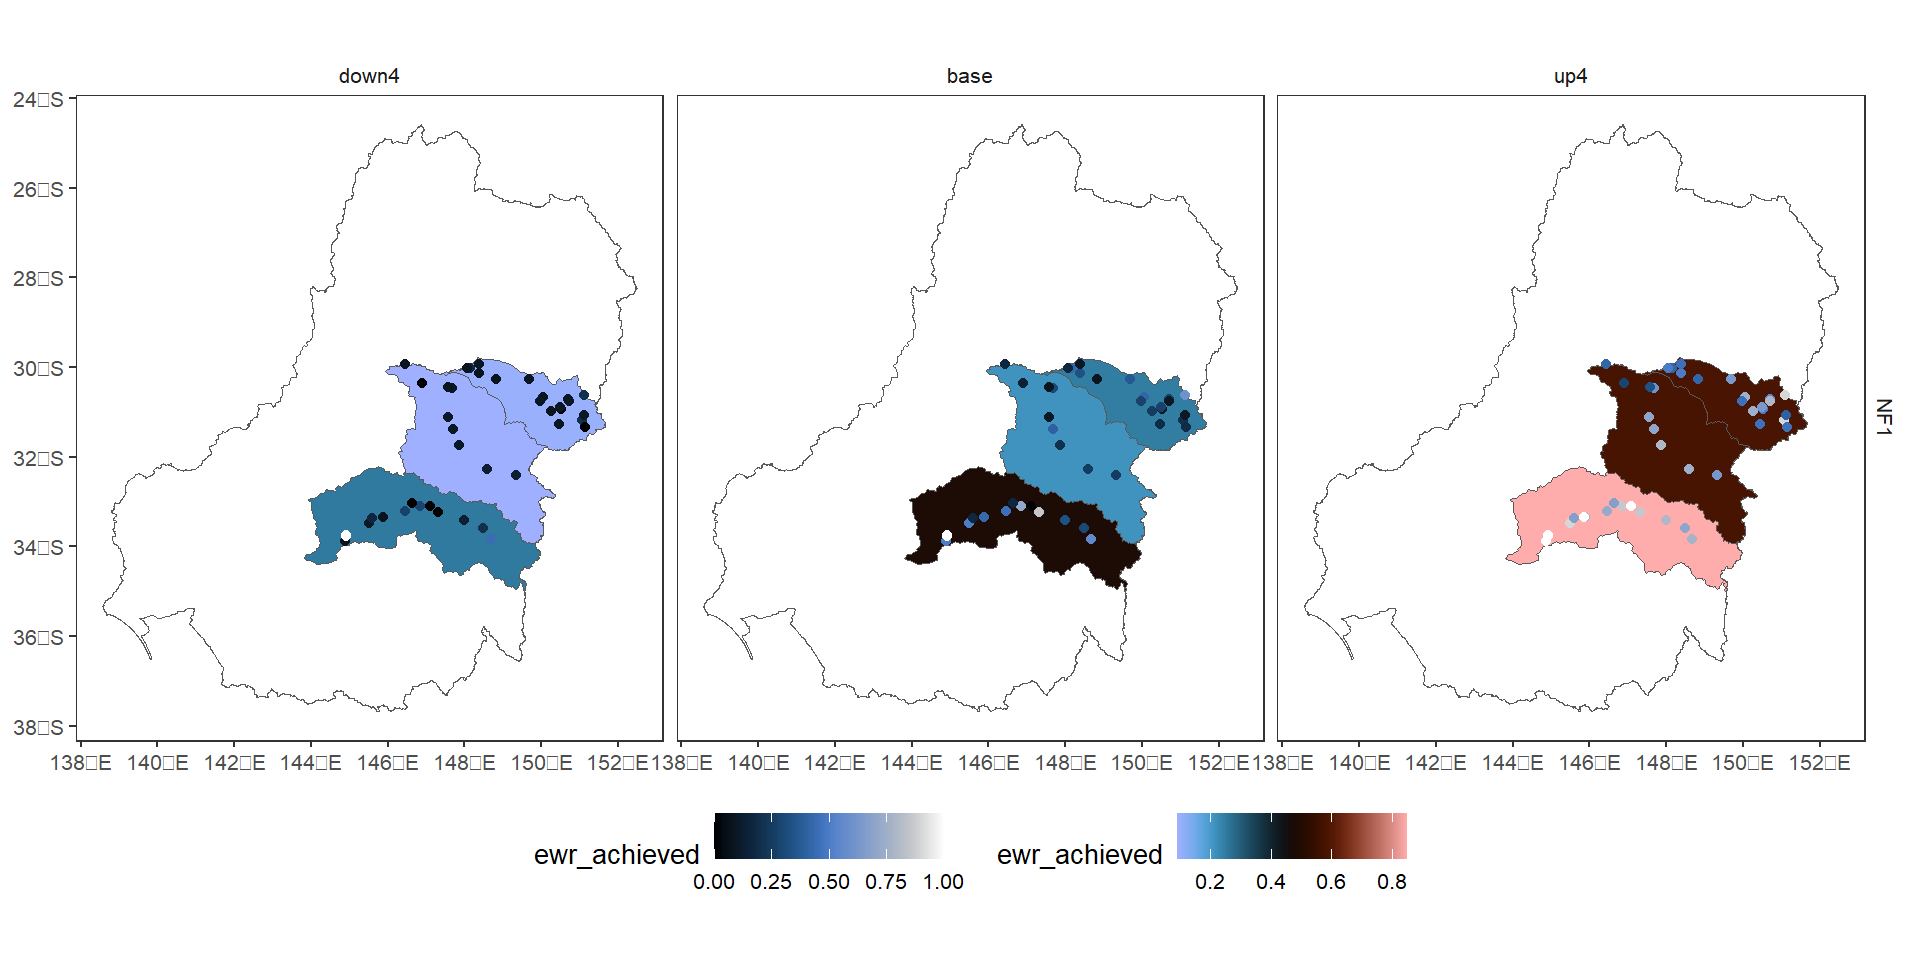 down4 base up4
24□S
26□S
28□S
30□S
32□S
34□S
36□S
38□S
NF1
138□E 140□E 142□E 144□E 146□E 148□E 150□E 152□E 138□E 140□E 142□E 144□E 146□E 148□E 150□E 152□E 138□E 140□E 142□E 144□E 146□E 148□E 150□E 152□E
ewr_achieved
0.00 0.25 0.50 0.75 1.00
ewr_achieved
0.2 0.4 0.6 0.8